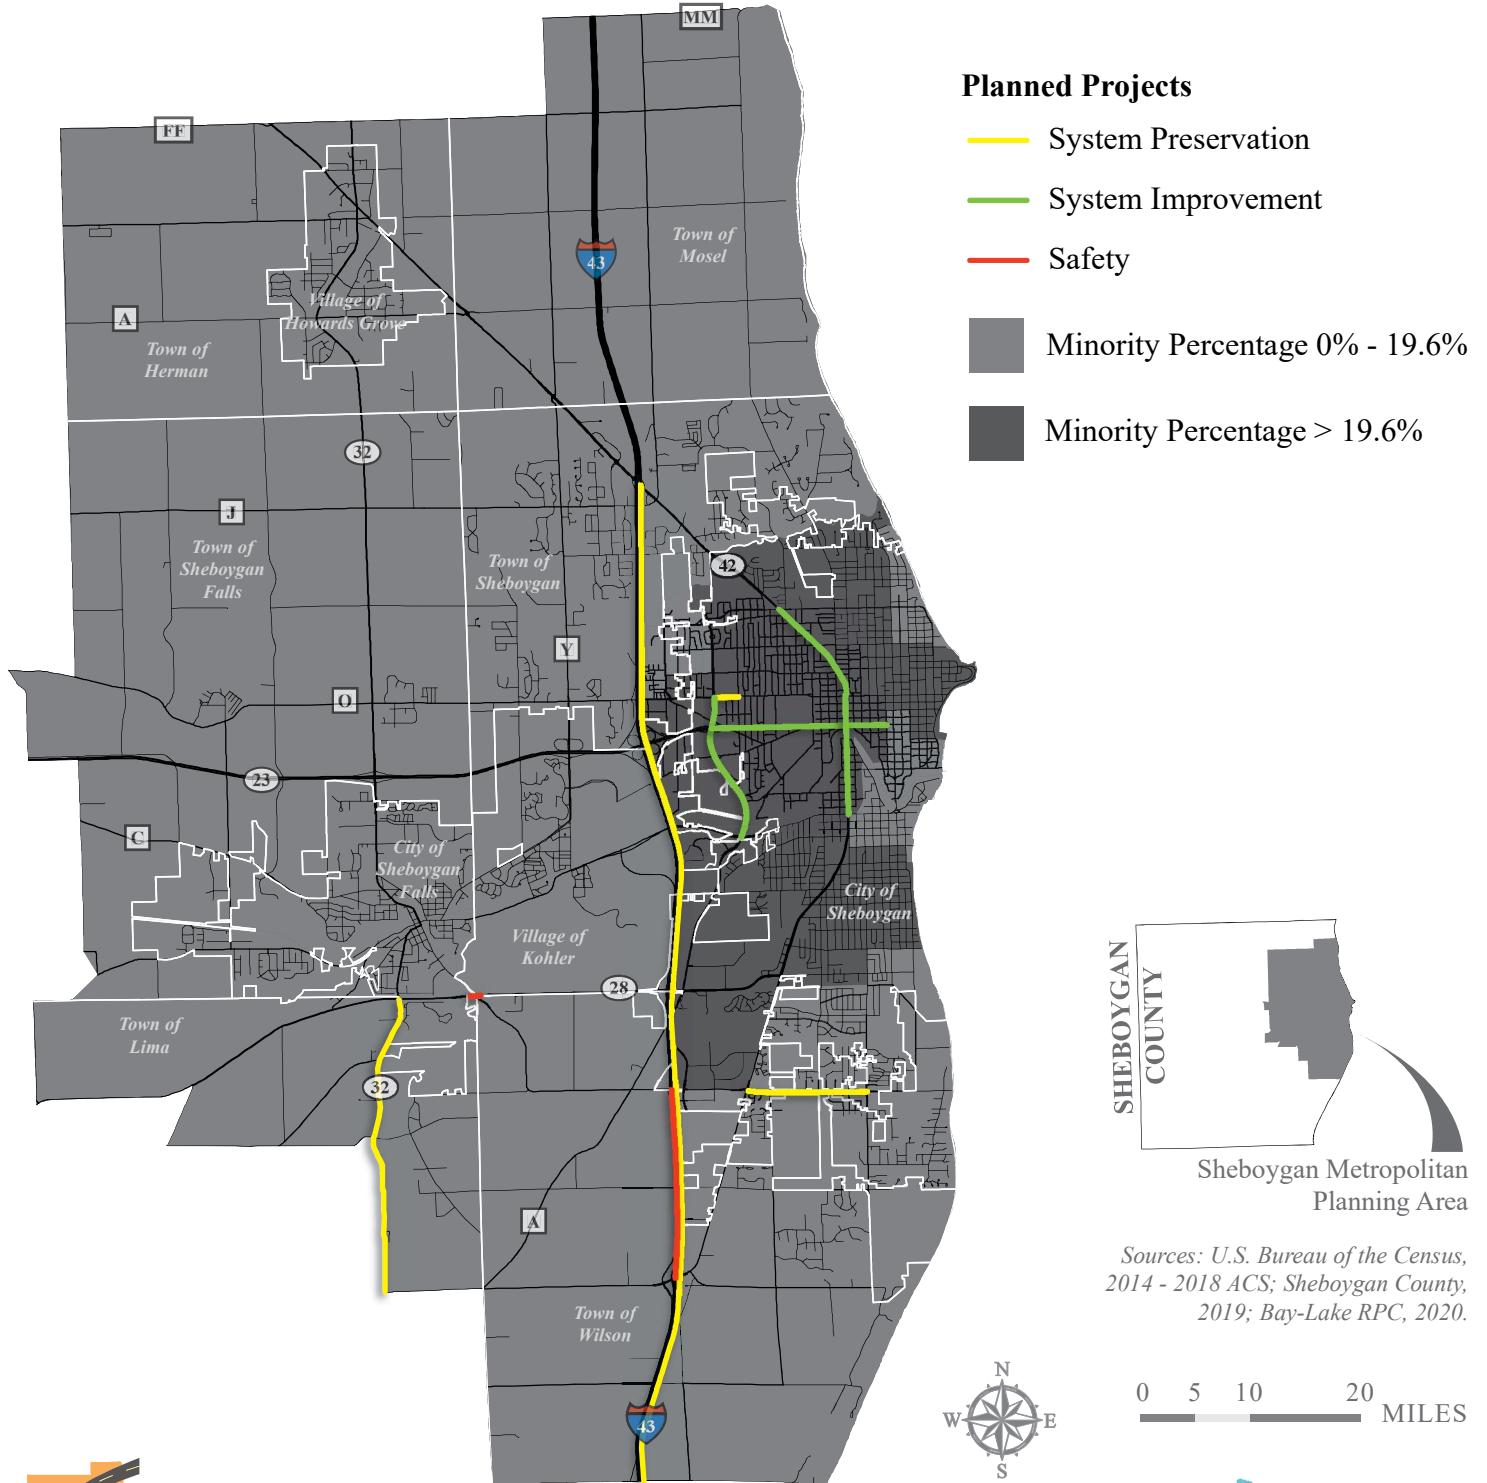 MM
Planned Projects
System Preservation
System Improvement
Safety
Minority Percentage 0% - 19.6%
Minority Percentage > 19.6%
FF
43
Town of
Mosel
A
Village of
Howards Grove
Town of
Herman
32
J
Town of
Sheboygan
Falls
Town of
Sheboygan
42
Y
O
23
C
City of
Sheboygan
Falls
City of
Sheboygan
Village of
Kohler
28
Town of
Lima
32
A
Town of
Wilson
43
SHEBOYGAN
COUNTY
Sheboygan Metropolitan
Planning Area
Sources: U.S. Bureau of the Census,
2014 - 2018 ACS; Sheboygan County,
2019; Bay-Lake RPC, 2020.
N
W
E
S
0 5 10 20
MILES